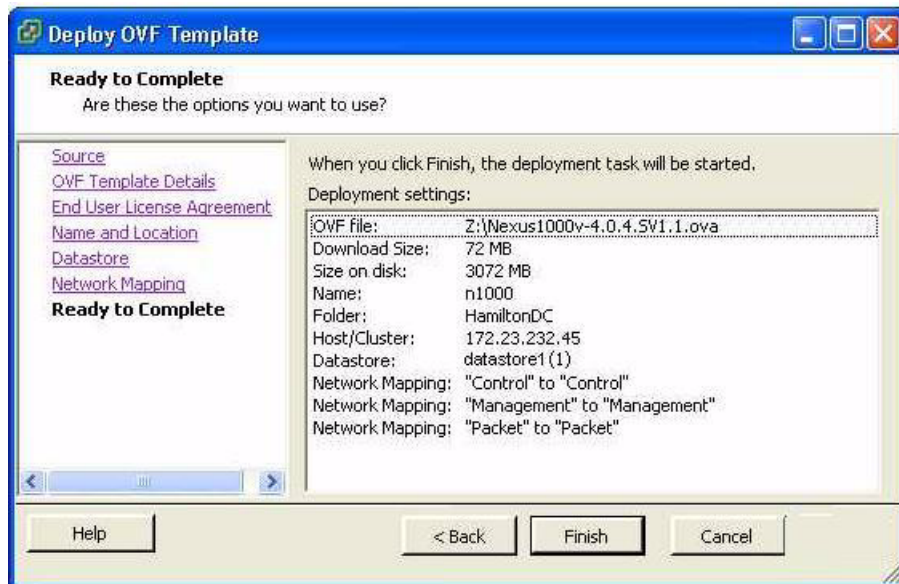 Deploy OVF Template
Ready to Complete
Are these the options you want to use?
Source
OVF Template Details
End User License Agreement
Name and Location
Datastore
Network Mapping
Ready to Complete
When you click Finish, the deployment task will be started.
Deployment settings:
OVF file: Z:\Nexus1000v-4.0.4.SV1.1.ova
Download Size: 72 MB
Size on disk: 3072 MB
Name: n1000
Folder: HamiltonDC
Host/Cluster: 172.23.232.45
Datastore: datastore1 (1)
Network Mapping: "Control" to "Control"
Network Mapping: "Management" to "Management"
Network Mapping: "Packet" to "Packet"
Help < Back Finish Cancel